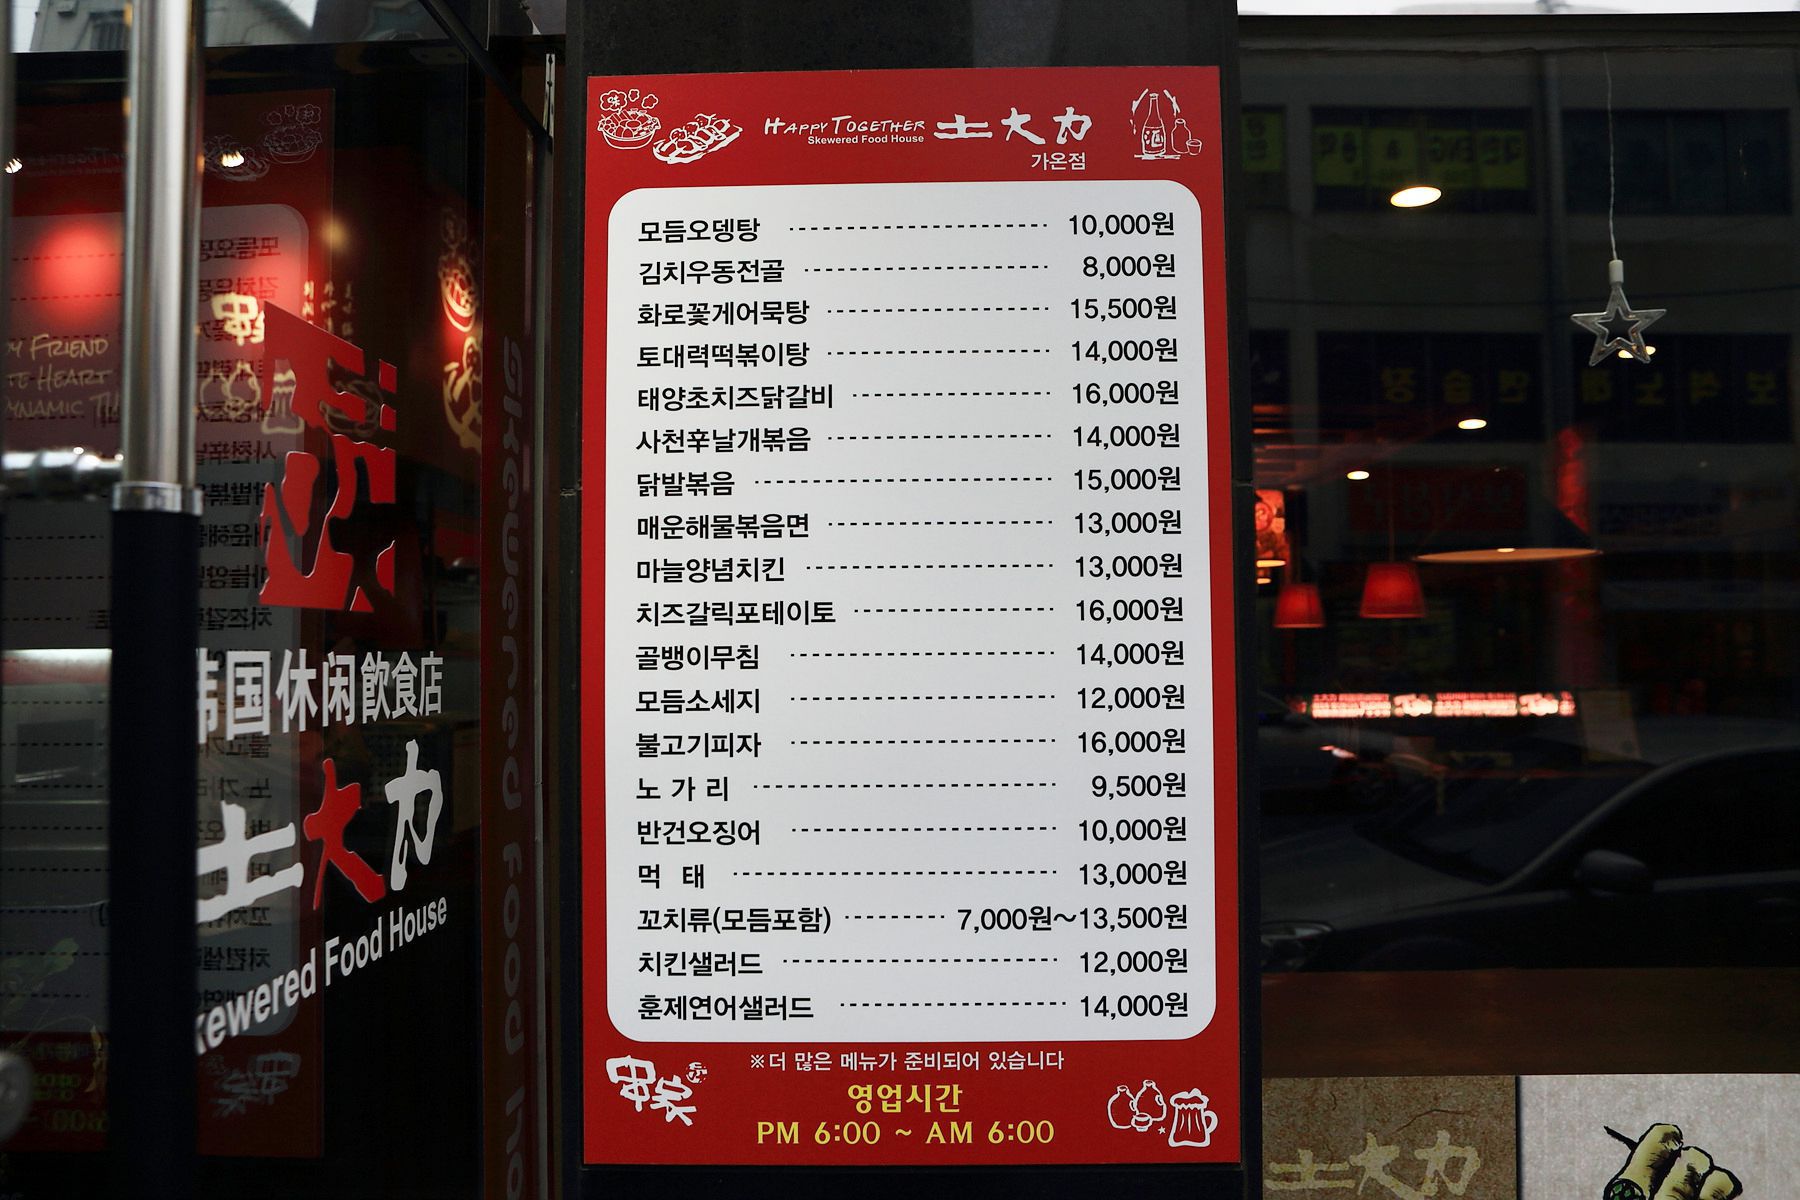 HAPPY TOGETHER 土大力
Skewered Food House
가온점
모듬오뎅탕 10,000원
김치우동전골 8,000원
화로꽃게어묵탕 15,500원
토대력떡볶이탕 14,000원
태양초치즈닭갈비 16,000원
사천후날개볶음 14,000원
닭발볶음 15,000원
매운해물볶음면 13,000원
마늘양념치킨 13,000원
치즈갈릭포테이토 16,000원
골뱅이무침 14,000원
모듬소세지 12,000원
불고기피자 16,000원
노 가 리 9,500원
반건오징어 10,000원
먹 태 13,000원
꼬치류(모듬포함) 7,000원~13,500원
치킨샐러드 12,000원
훈제연어샐러드 14,000원
※더 많은 메뉴가 준비되어 있습니다
영업시간
PM 6:00 ~ AM 6:00
串家
酒
FRIEND
HEART
国休闲飲食店
土大力
Food House
土大力